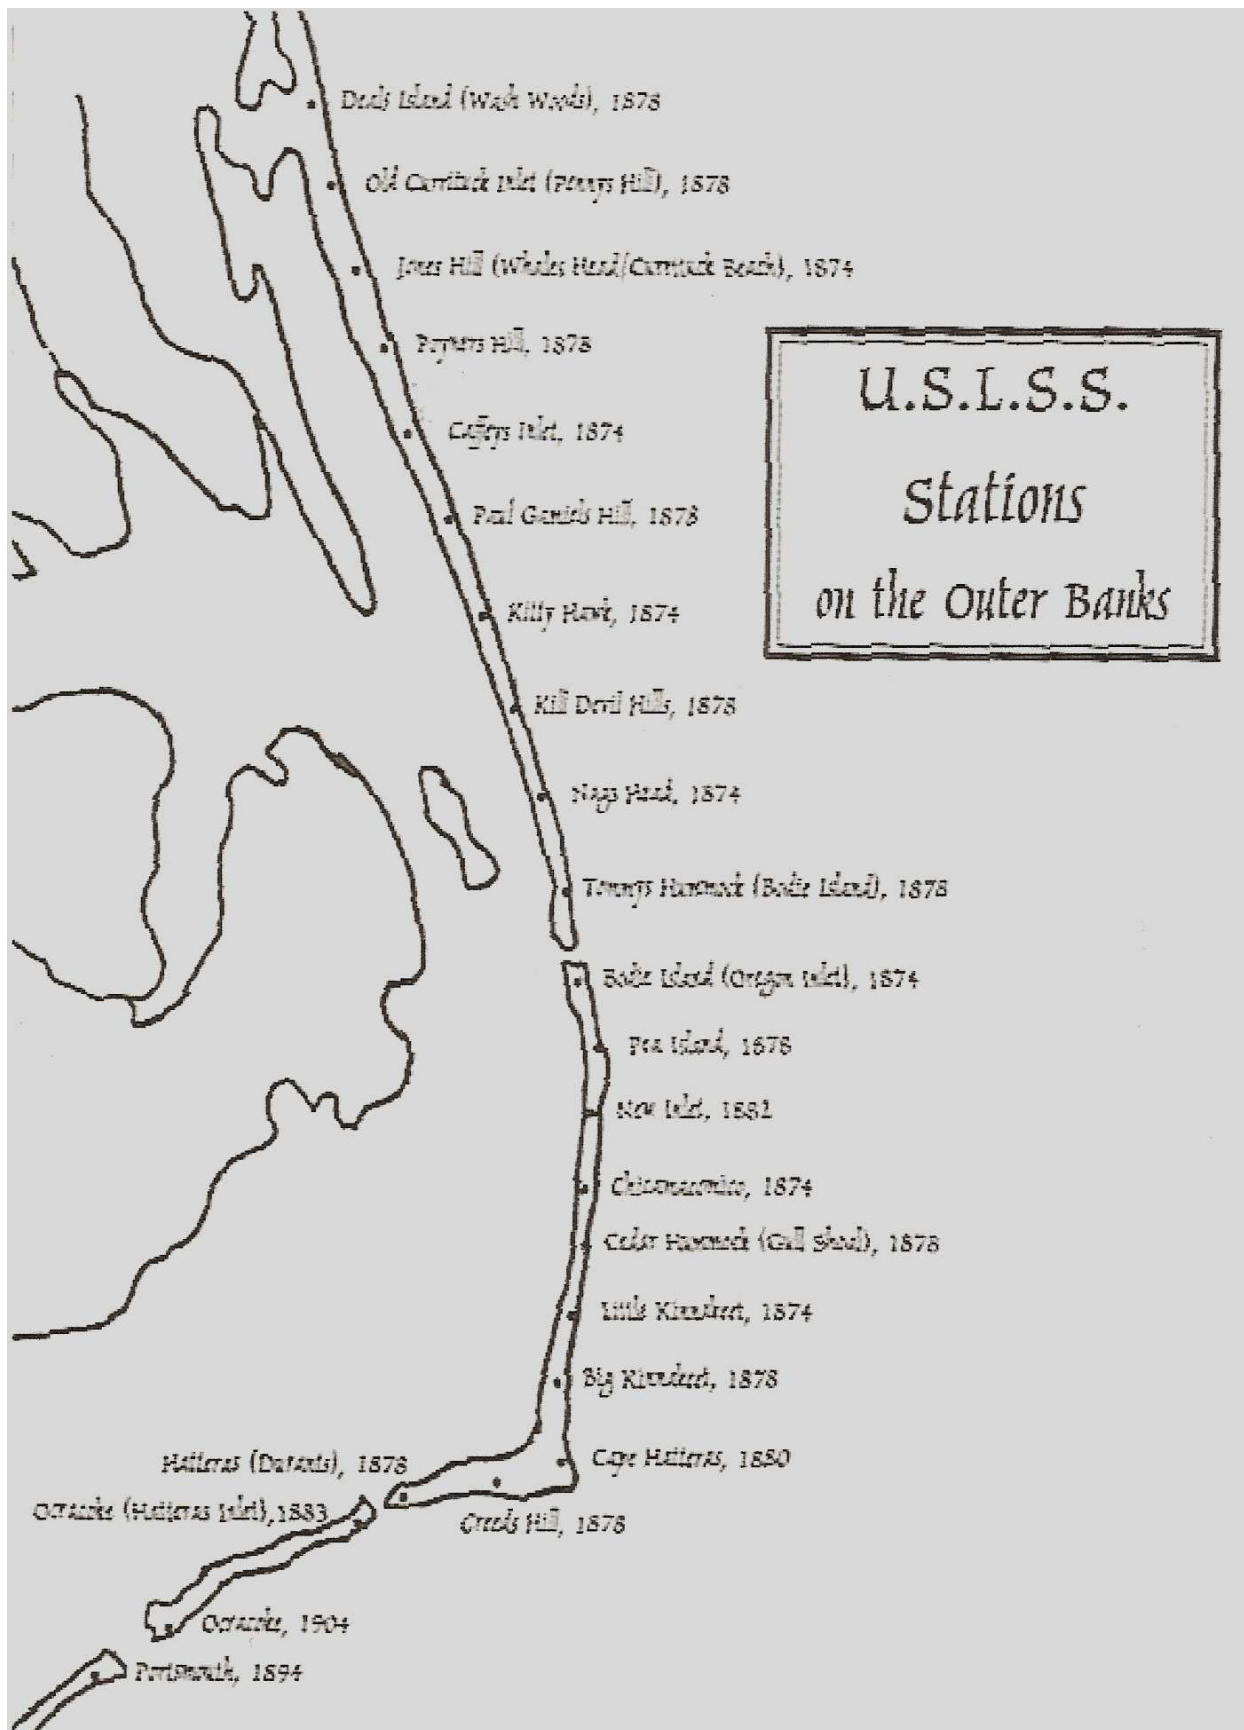 Deals Island (Wash Woods), 1878
Old Currituck Inlet (Pennys Hill), 1878
Jones Hill (Whales Head/Currituck Beach), 1874
Poyners Hill, 1878
Caffeys Inlet, 1874
U.S.L.S.S.
Stations
on the Outer Banks
Paul Gamiels Hill, 1878
Kitty Hawk, 1874
Kill Devil Hills, 1878
Nags Head, 1874
Tommys Hummock (Bodie Island), 1878
Bodie Island (Oregon Inlet), 1874
Pea Island, 1878
New Inlet, 1882
Chicamacomico, 1874
Cedar Hummock (Gull Shoal), 1878
Little Kinnakeet, 1874
Big Kinnakeet, 1878
Cape Hatteras, 1880
Hatteras (Durants), 1878
Ocracoke (Hatteras Inlet),1883
Creeds Hill, 1878
Ocracoke, 1904
Portsmouth, 1894